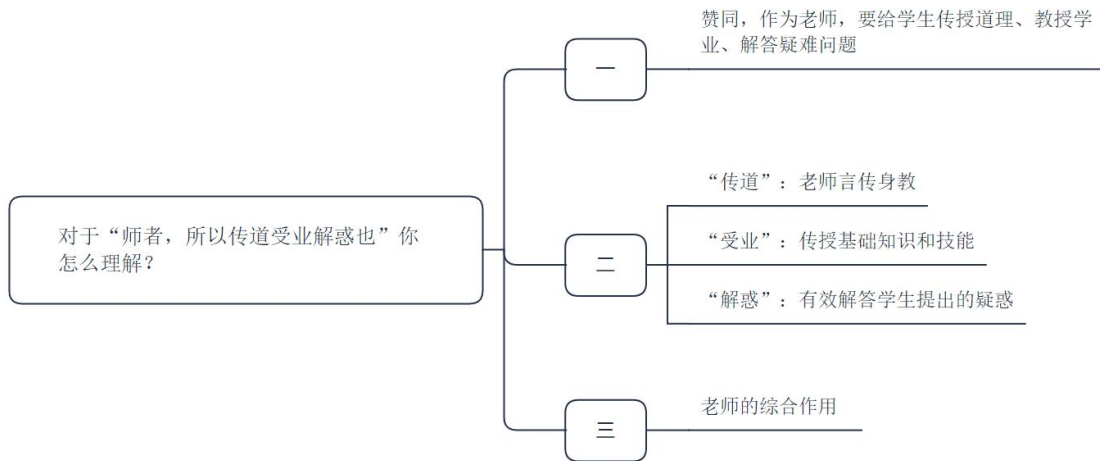 对于“师者，所以传道受业解惑也”你
怎么理解？
一
赞同，作为老师，要给学生传授道理、教授学
业、解答疑难问题
二
“传道”：老师言传身教
“受业”：传授基础知识和技能
“解惑”：有效解答学生提出的疑惑
三
老师的综合作用